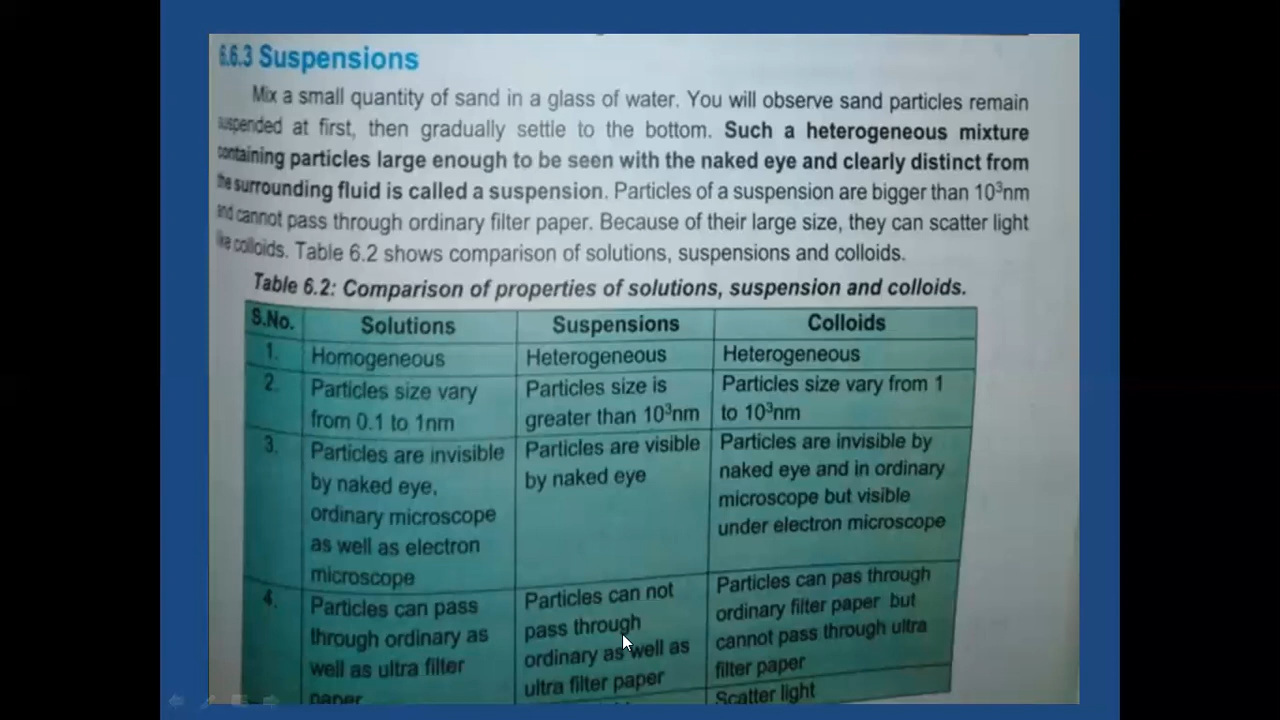 6.6.3 Suspensions
Mix a small quantity of sand in a glass of water. You will observe sand particles remain
suspended at first, then gradually settle to the bottom. Such a heterogeneous mixture
containing particles large enough to be seen with the naked eye and clearly distinct from
the surrounding fluid is called a suspension. Particles of a suspension are bigger than 10³nm
and cannot pass through ordinary filter paper. Because of their large size, they can scatter light
like colloids. Table 6.2 shows comparison of solutions, suspensions and colloids.
Table 6.2: Comparison of properties of solutions, suspension and colloids.
S.No. Solutions Suspensions Colloids
1. Homogeneous Heterogeneous Heterogeneous
2. Particles size vary Particles size is Particles size vary from 1
from 0.1 to 1nm greater than 10³nm to 10³nm
3. Particles are invisible Particles are visible Particles are invisible by
by naked eye, by naked eye naked eye and in ordinary
ordinary microscope microscope but visible
as well as electron under electron microscope
microscope
4. Particles can pass Particles can not Particles can pas through
through ordinary as pass through ordinary filter paper but
well as ultra filter ordinary as well as cannot pass through ultra
paper ultra filter paper filter paper
Scatter light